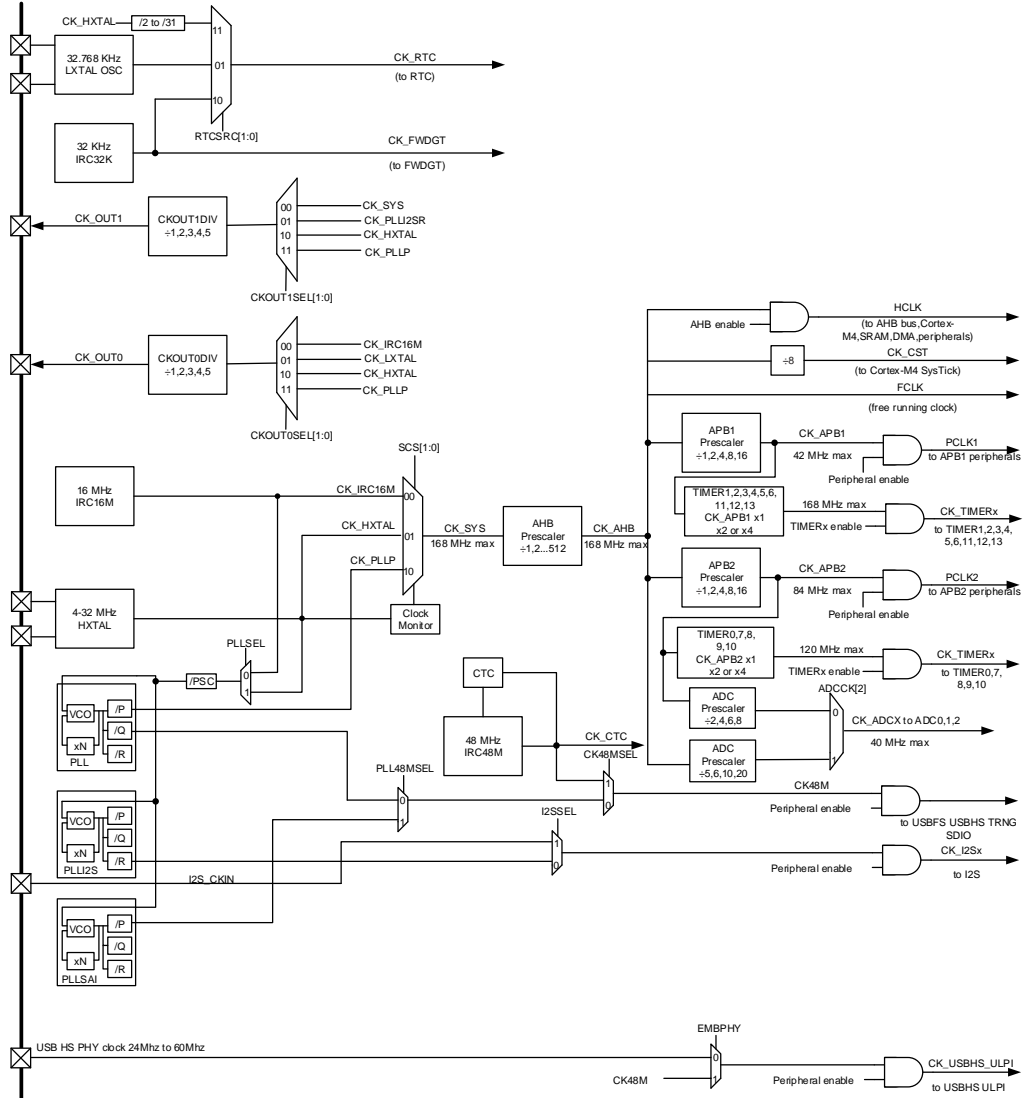 CK_HXTAL
/2 to /31
11
32.768 KHz
LXTAL OSC
01
CK_RTC
(to RTC)
10
RTCSRC[1:0]
32 KHz
IRC32K
CK_FWDGT
(to FWDGT)
CK_OUT1
CKOUT1DIV
÷1,2,3,4,5
00
01
10
11
CK_SYS
CK_PLLI2SR
CK_HXTAL
CK_PLLP
CKOUT1SEL[1:0]
CK_OUT0
CKOUT0DIV
÷1,2,3,4,5
00
01
10
11
CK_IRC16M
CK_LXTAL
CK_HXTAL
CK_PLLP
CKOUT0SEL[1:0]
AHB enable
HCLK
(to AHB bus,Cortex-
M4,SRAM,DMA,peripherals)
÷8
CK_CST
(to Cortex-M4 SysTick)
FCLK
(free running clock)
SCS[1:0]
16 MHz
IRC16M
CK_IRC16M
00
CK_HXTAL
01
CK_PLLP
10
CK_SYS
168 MHz max
AHB
Prescaler
÷1,2...512
CK_AHB
168 MHz max
APB1
Prescaler
÷1,2,4,8,16
CK_APB1
42 MHz max
Peripheral enable
PCLK1
to APB1 peripherals
TIMER1,2,3,4,5,6,
11,12,13
CK_APB1 x1
x2 or x4
168 MHz max
TIMERx enable
CK_TIMERx
to TIMER1,2,3,4,
5,6,11,12,13
APB2
Prescaler
÷1,2,4,8,16
CK_APB2
84 MHz max
Peripheral enable
PCLK2
to APB2 peripherals
4-32 MHz
HXTAL
Clock
Monitor
PLLSEL
0
1
/PSC
TIMER0,7,8,
9,10
CK_APB2 x1
x2 or x4
120 MHz max
TIMERx enable
CK_TIMERx
to TIMER0,7,
8,9,10
CTC
48 MHz
IRC48M
CK_CTC
ADC
Prescaler
÷2,4,6,8
ADC
Prescaler
÷5,6,10,20
ADCCK[2]
0
1
CK_ADCX to ADC0,1,2
40 MHz max
VCO
xN
/P
/Q
/R
PLL
PLL48MSEL
0
1
CK48MSEL
1
0
CK48M
Peripheral enable
to USBFS USBHS TRNG
SDIO
VCO
xN
/P
/Q
/R
PLLI2S
I2SSEL
1
0
Peripheral enable
CK_I2Sx
to I2S
I2S_CKIN
VCO
xN
/P
/Q
/R
PLLSAI
USB HS PHY clock 24Mhz to 60Mhz
EMBPHY
0
1
CK48M
Peripheral enable
CK_USBHS_ULPI
to USBHS ULPI